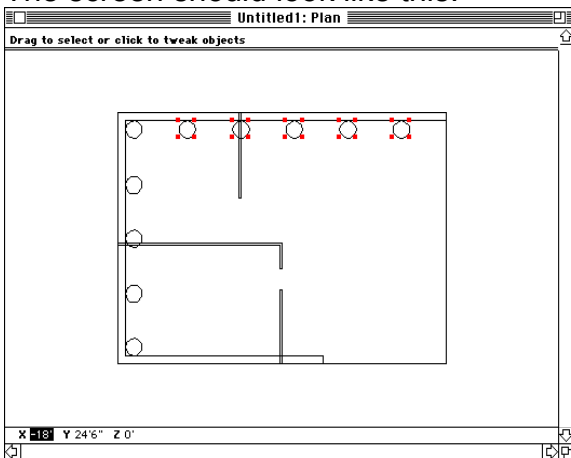 The screen should look like this:
Untitled1: Plan
Drag to select or click to tweak objects
X -18' Y 24'6" Z 0'